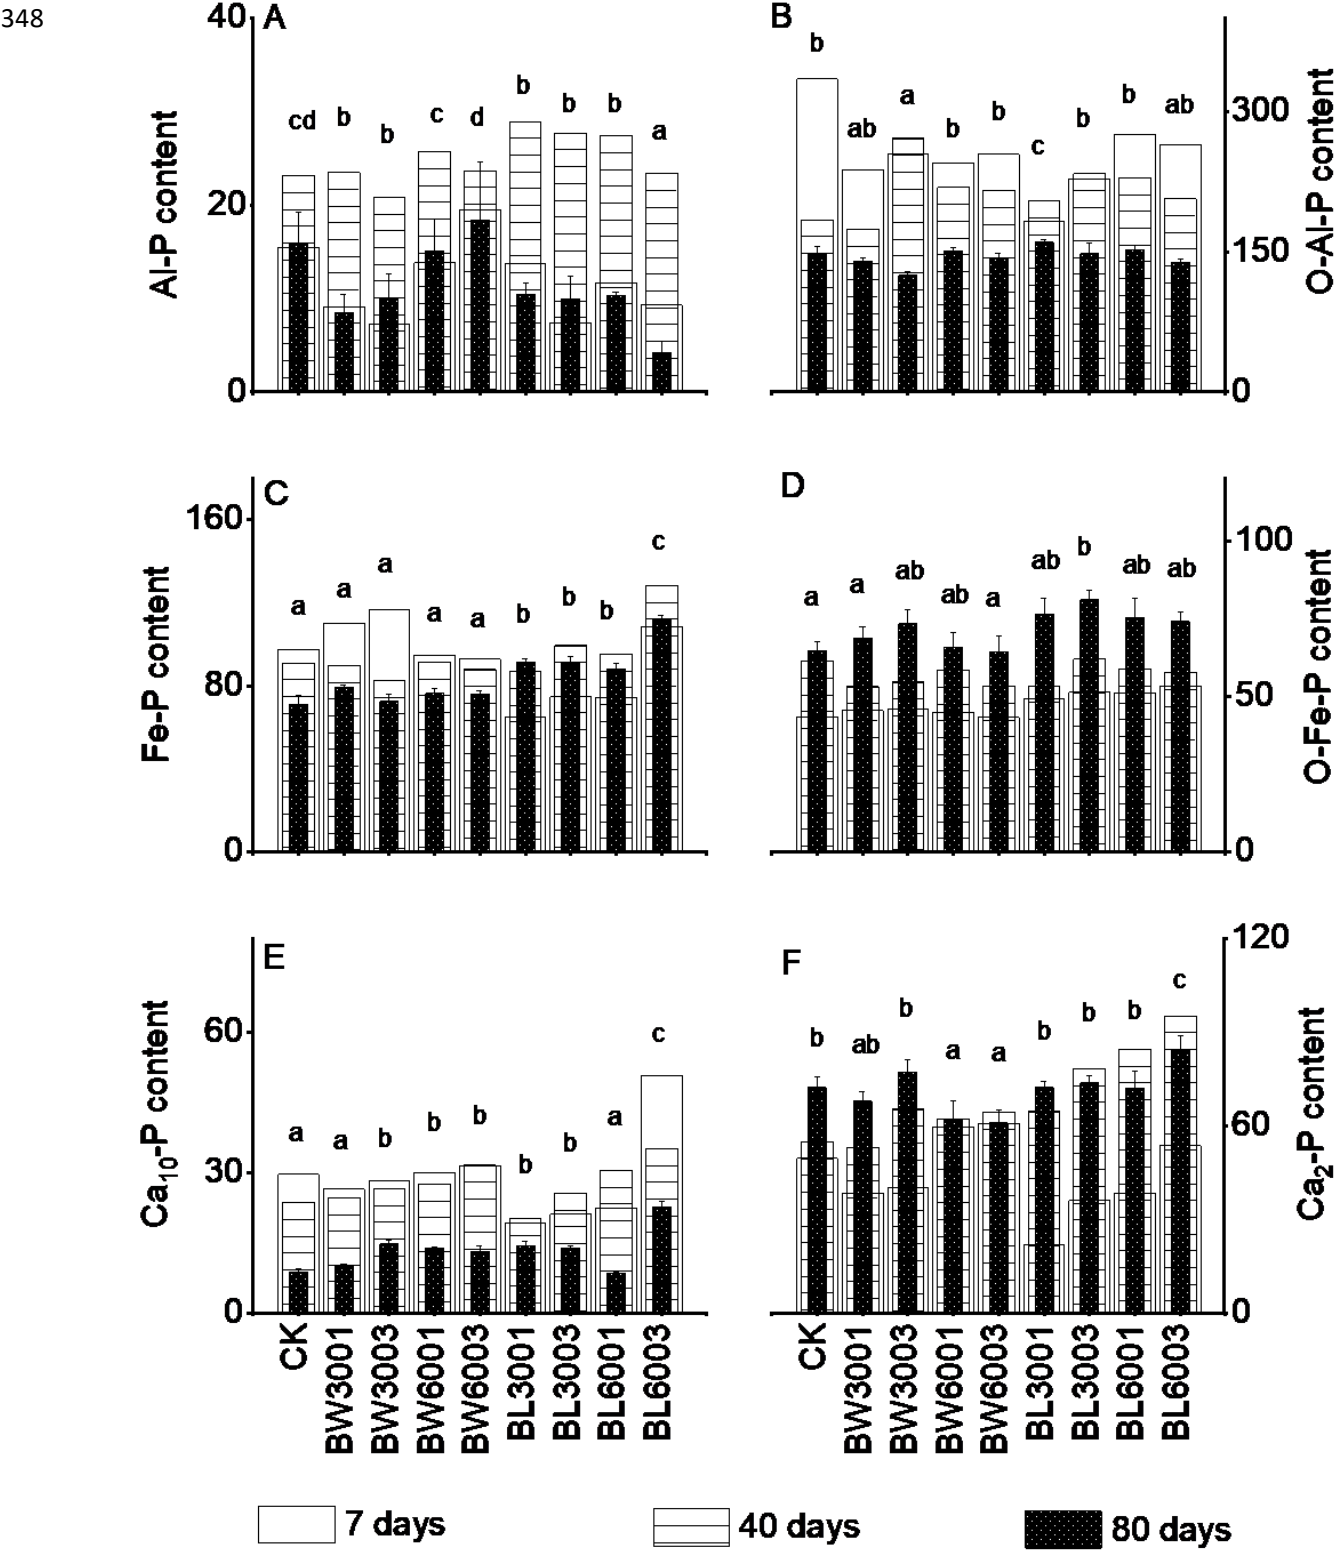 348
A
40
20
0
Al-P content
cd b b c d b b b a
B
300
150
0
O-Al-P content
b ab a b b c b b ab
C
160
80
0
Fe-P content
a a a a a b b b c
D
100
50
0
O-Fe-P content
a a ab ab a ab b ab ab
E
60
30
0
Ca10-P content
a a b b b b b a c
F
120
60
0
Ca2-P content
b ab b a a b b b c
CK
BW3001
BW3003
BW6001
BW6003
BL3001
BL3003
BL6001
BL6003
CK
BW3001
BW3003
BW6001
BW6003
BL3001
BL3003
BL6001
BL6003
7 days
40 days
80 days